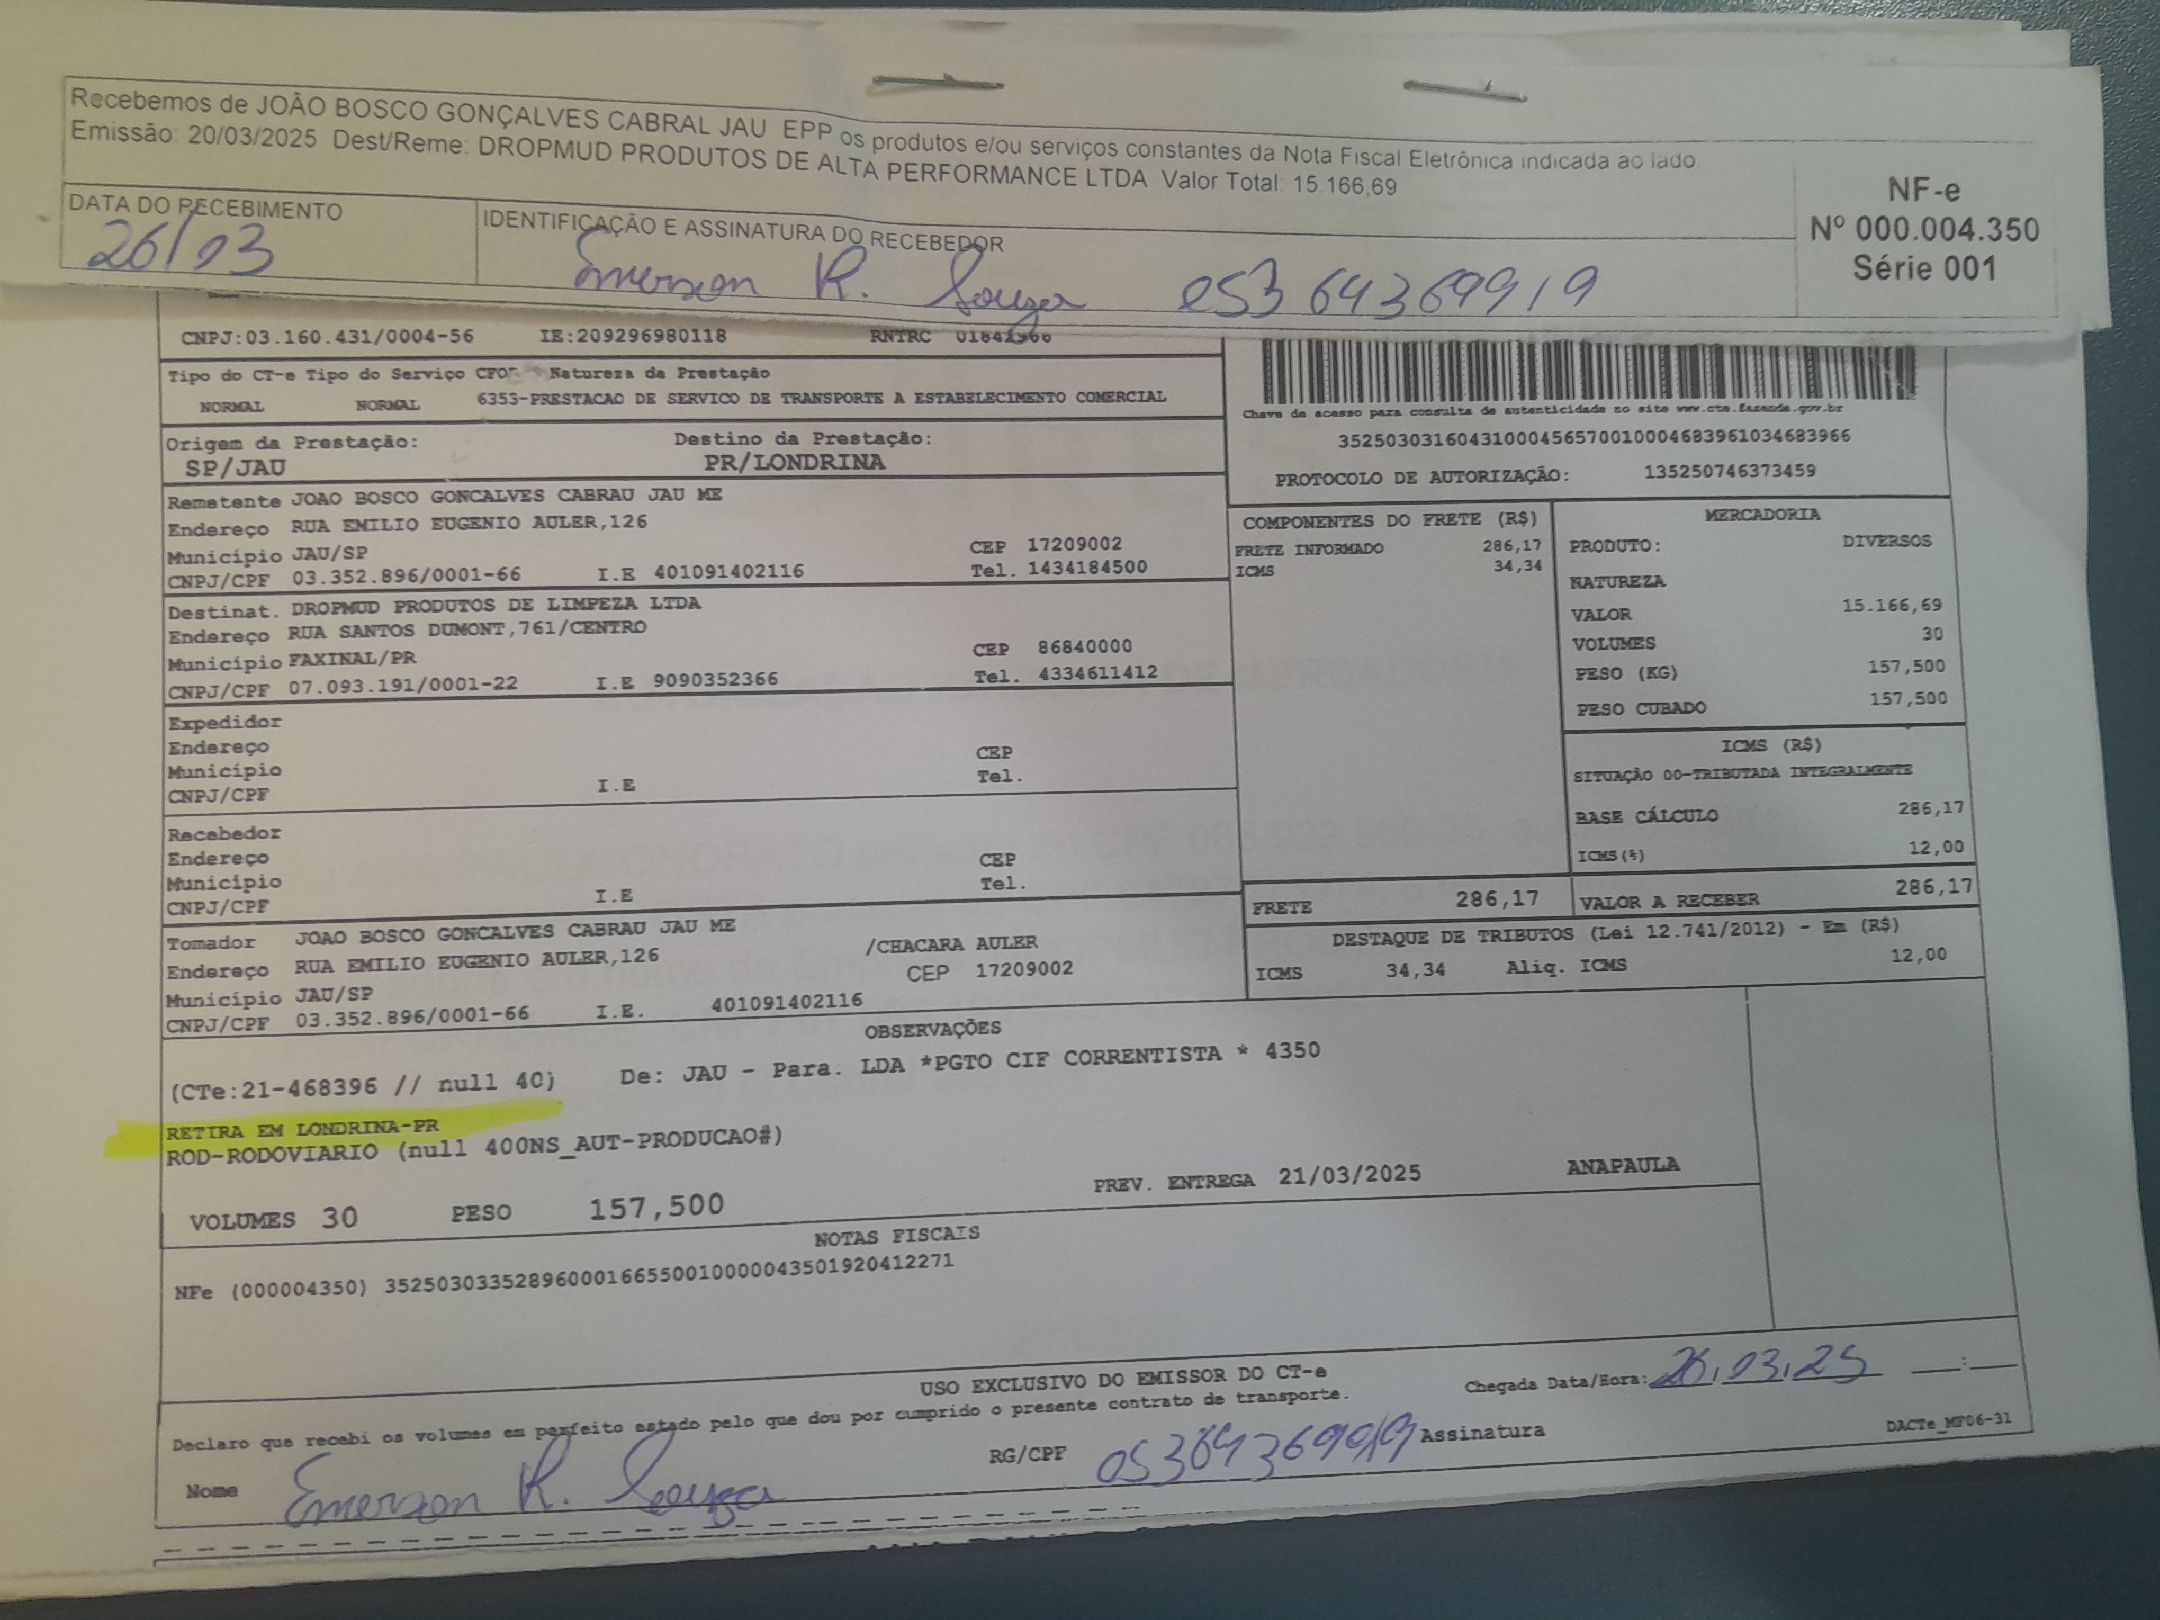 Recebemos de JOÃO BOSCO GONÇALVES CABRAL JAU EPP os produtos e/ou serviços constantes da Nota Fiscal Eletrônica indicada ao lado
Emissão: 20/03/2025 Dest/Reme: DROPMUD PRODUTOS DE ALTA PERFORMANCE LTDA Valor Total: 15.166,69
NF-e
Nº 000.004.350
Série 001
DATA DO RECEBIMENTO
26/03
IDENTIFICAÇÃO E ASSINATURA DO RECEBEDOR
Emerson R. Souza 05364369919
CNPJ:03.160.431/0004-56 IE:209296980118 RNTRC 01842966
Tipo do CT-e Tipo do Serviço CFOP Natureza da Prestação
NORMAL NORMAL 6353-PRESTACAO DE SERVICO DE TRANSPORTE A ESTABELECIMENTO COMERCIAL
Chave de acesso para consulta de autenticidade no site www.cte.fazenda.gov.br
35250303160431000456570010004683961034683966
PROTOCOLO DE AUTORIZAÇÃO: 135250746373459
Origem da Prestação: Destino da Prestação:
SP/JAU PR/LONDRINA
Remetente JOAO BOSCO GONCALVES CABRAU JAU ME
Endereço RUA EMILIO EUGENIO AULER,126
Município JAU/SP CEP 17209002
CNPJ/CPF 03.352.896/0001-66 I.E 401091402116 Tel. 1434184500
Destinat. DROPMUD PRODUTOS DE LIMPEZA LTDA
Endereço RUA SANTOS DUMONT,761/CENTRO
Município FAXINAL/PR CEP 86840000
CNPJ/CPF 07.093.191/0001-22 I.E 9090352366 Tel. 4334611412
Expedidor
Endereço
Município CEP
CNPJ/CPF I.E Tel.
Recebedor
Endereço
Município CEP
CNPJ/CPF I.E Tel.
Tomador JOAO BOSCO GONCALVES CABRAU JAU ME
Endereço RUA EMILIO EUGENIO AULER,126 /CHACARA AULER
Município JAU/SP CEP 17209002
CNPJ/CPF 03.352.896/0001-66 I.E. 401091402116
COMPONENTES DO FRETE (R$)
FRETE INFORMADO 286,17
ICMS 34,34
MERCADORIA
PRODUTO: DIVERSOS
NATUREZA
VALOR 15.166,69
VOLUMES 30
PESO (KG) 157,500
PESO CUBADO 157,500
ICMS (R$)
SITUAÇÃO 00-TRIBUTADA INTEGRALMENTE
BASE CÁLCULO 286,17
ICMS(%) 12,00
FRETE 286,17 VALOR A RECEBER 286,17
DESTAQUE DE TRIBUTOS (Lei 12.741/2012) - Em (R$)
ICMS 34,34 Aliq. ICMS 12,00
OBSERVAÇÕES
(CTe:21-468396 // null 40) De: JAU - Para. LDA *PGTO CIF CORRENTISTA * 4350
RETIRA EM LONDRINA-PR
ROD-RODOVIARIO (null 400NS_AUT-PRODUCAO#)
VOLUMES 30 PESO 157,500 PREV. ENTREGA 21/03/2025 ANAPAULA
NOTAS FISCAIS
NFe (000004350) 35250303352896000166550010000043501920412271
USO EXCLUSIVO DO EMISSOR DO CT-e
Declaro que recebi os volumes em perfeito estado pelo que dou por cumprido o presente contrato de transporte.
Chegada Data/Hora: 26.03.25 __:__
Nome Emerson R. Souza RG/CPF 05364369919 Assinatura
DACTe_MF06-31